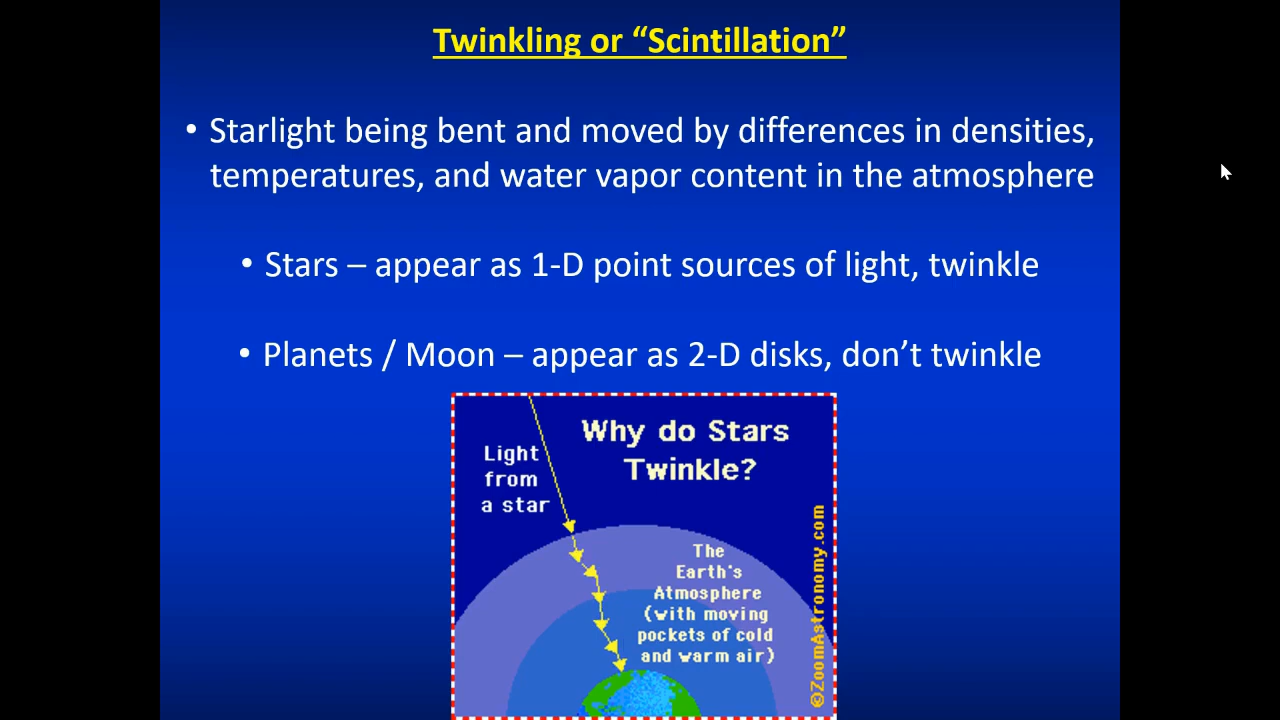 Twinkling or “Scintillation”
• Starlight being bent and moved by differences in densities,
temperatures, and water vapor content in the atmosphere
• Stars – appear as 1-D point sources of light, twinkle
• Planets / Moon – appear as 2-D disks, don’t twinkle
Why do Stars
Twinkle?
Light
from
a star
The
Earth's
Atmosphere
(with moving
pockets of cold
and warm air)
©ZoomAstronomy.com